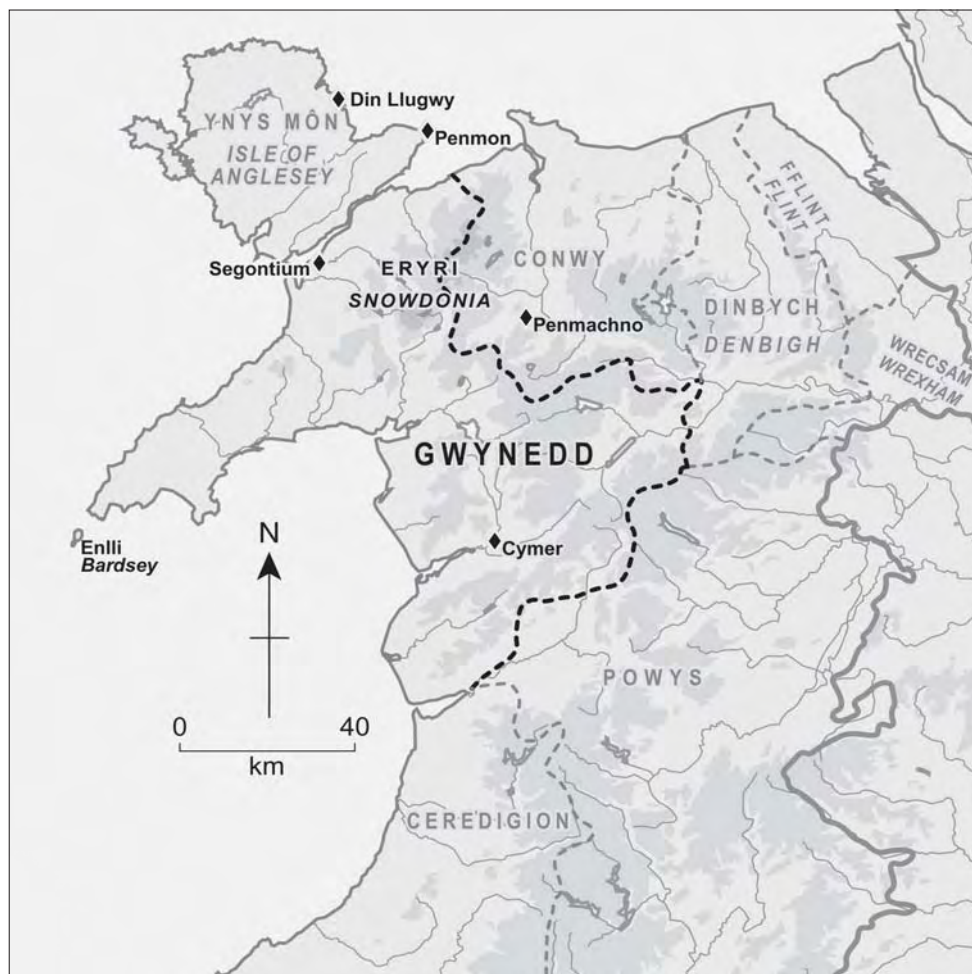 Din Llugwy
YNYS MÔN
Penmon
ISLE OF
ANGLESEY
FFLINT
FLINT
Segontium
ERYRI
SNOWDONIA
CONWY
Penmachno
DINBYCH
DENBIGH
WRECSAM
WREXHAM
GWYNEDD
Enlli
Bardsey
N
Cymer
POWYS
0 40
km
CEREDIGION